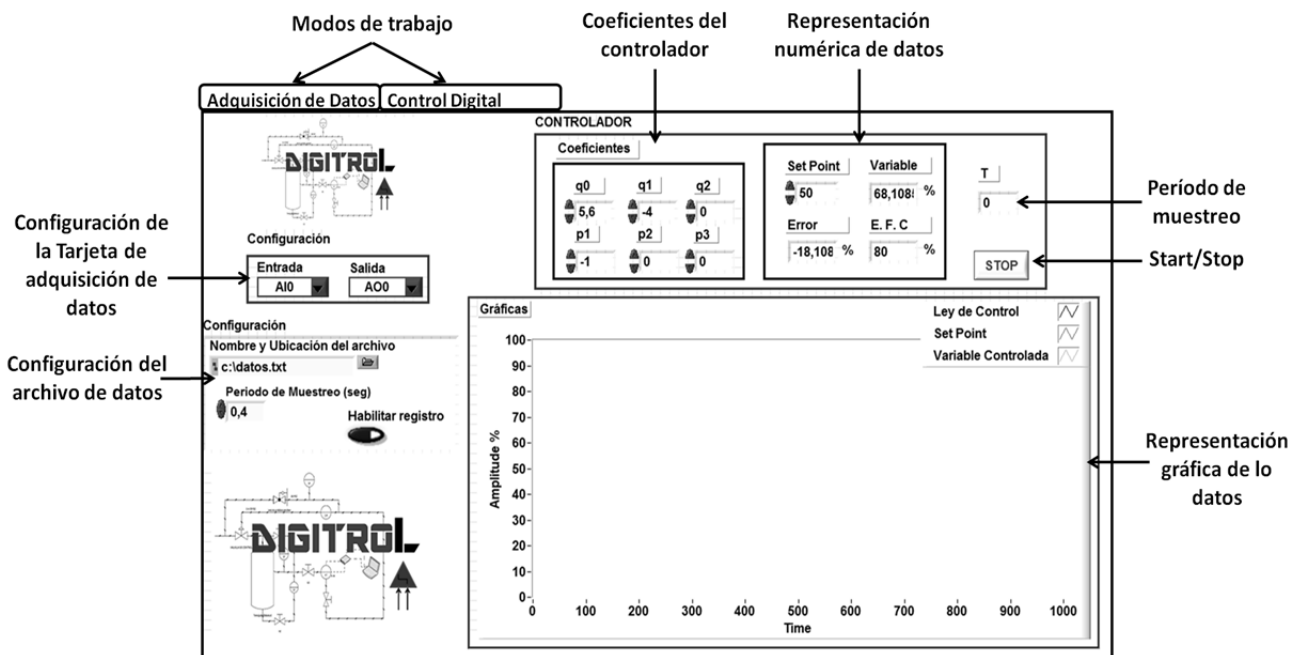 Modos de trabajo
Coeficientes del
controlador
Representación
numérica de datos
Adquisición de Datos
Control Digital
DIGITROL
CONTROLADOR
Coeficientes
q0
q1
q2
5,6
-4
0
p1
p2
p3
-1
0
0
Set Point
Variable
50
68,108
%
Error
E. F. C
-18,108
%
80
%
T
0
STOP
Período de
muestreo
Start/Stop
Configuración de
la Tarjeta de
adquisición de
datos
Configuración
Entrada
Salida
AI0
AO0
Configuración
Nombre y Ubicación del archivo
c:\datos.txt
Periodo de Muestreo (seg)
0,4
Habilitar registro
Configuración del
archivo de datos
DIGITROL
Gráficas
Ley de Control
Set Point
Variable Controlada
Amplitude %
100
90
80
70
60
50
40
30
20
10
0
0
100
200
300
400
500
600
700
800
900
1000
Time
Representación
gráfica de lo
datos